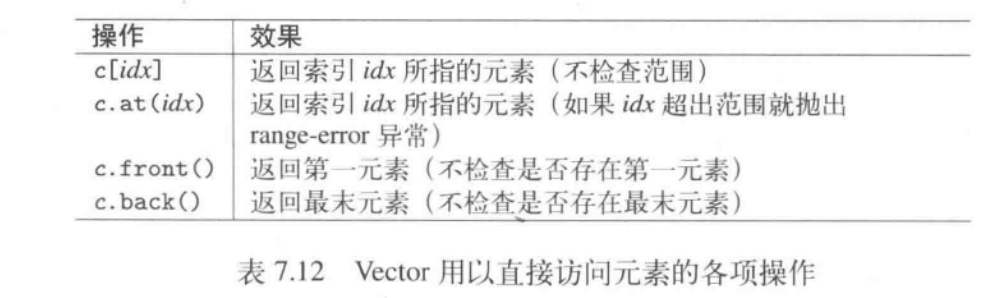 操作 效果
c[idx] 返回索引 idx 所指的元素（不检查范围）
c.at(idx) 返回索引 idx 所指的元素（如果 idx 超出范围就抛出
range-error 异常）
c.front() 返回第一元素（不检查是否存在第一元素）
c.back() 返回最末元素（不检查是否存在最末元素）
表 7.12 Vector 用以直接访问元素的各项操作